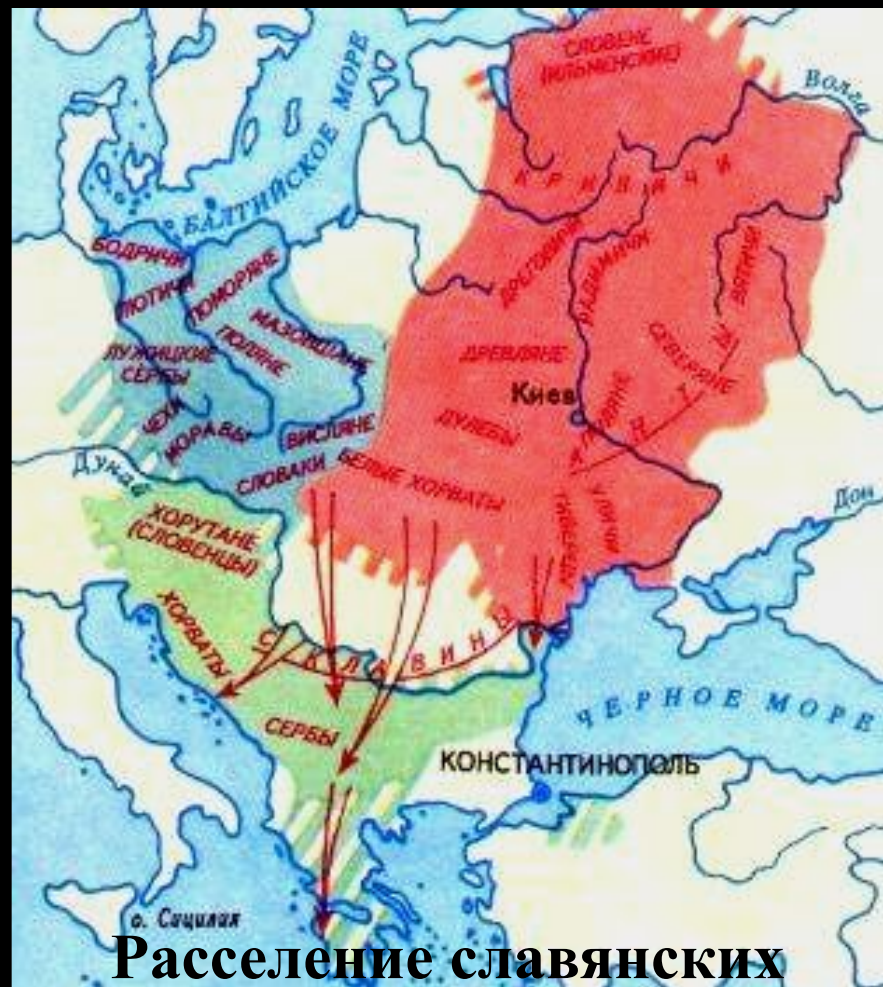 СЛОВЕНЕ
(ИЛЬМЕНСКИЕ)
Волга
БАЛТИЙСКОЕ МОРЕ
КРИВИЧИ
БОДРИЧИ
ЛЮТИЧИ
ПОМОРЯНЕ
МАЗОВШАНЕ
ПОЛЯНЕ
ДРЕГОВИЧИ
РАДИМИЧИ
ВЯТИЧИ
ЛУЖИЦКИЕ
СЕРБЫ
ДРЕВЛЯНЕ
СЕВЕРЯНЕ
Киев
ПОЛЯНЕ
ЧЕХИ
МОРАВЫ
ВИСЛЯНЕ
ДУЛЕБЫ
АНТЫ
Дунай
СЛОВАКИ
БЕЛЫЕ ХОРВАТЫ
УЛИЧИ
Дон
ХОРУТАНЕ
(СЛОВЕНЦЫ)
ХОРВАТЫ
СКЛАВИНЫ
СЕРБЫ
ЧЕРНОЕ МОРЕ
КОНСТАНТИНОПОЛЬ
о. Сицилия
Расселение славянских